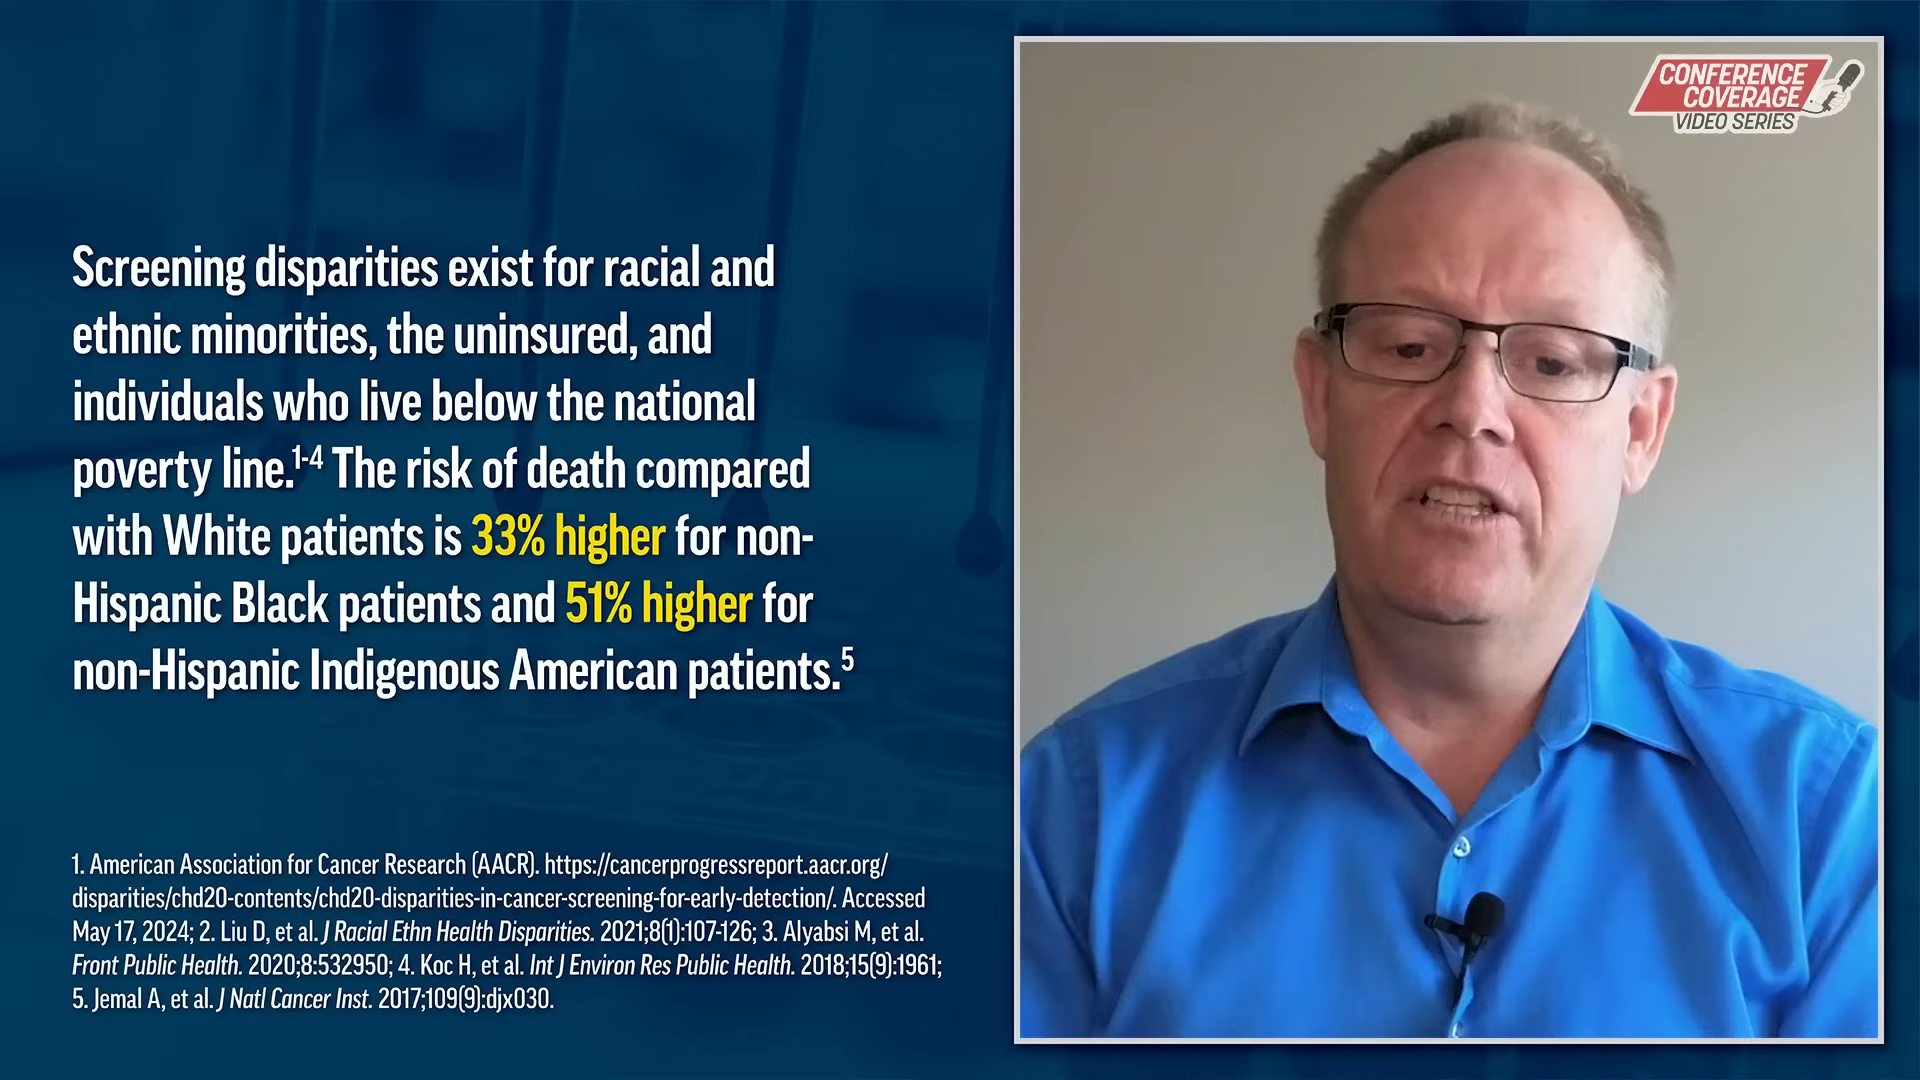 Screening disparities exist for racial and
ethnic minorities, the uninsured, and
individuals who live below the national
poverty line.1-4 The risk of death compared
with White patients is 33% higher for non-
Hispanic Black patients and 51% higher for
non-Hispanic Indigenous American patients.5
1. American Association for Cancer Research (AACR). https://cancerprogressreport.aacr.org/
disparities/chd20-contents/chd20-disparities-in-cancer-screening-for-early-detection/. Accessed
May 17, 2024; 2. Liu D, et al. J Racial Ethn Health Disparities. 2021;8(1):107-126; 3. Alyabsi M, et al.
Front Public Health. 2020;8:532950; 4. Koc H, et al. Int J Environ Res Public Health. 2018;15(9):1961;
5. Jemal A, et al. J Natl Cancer Inst. 2017;109(9):djx030.
CONFERENCE
COVERAGE
VIDEO SERIES